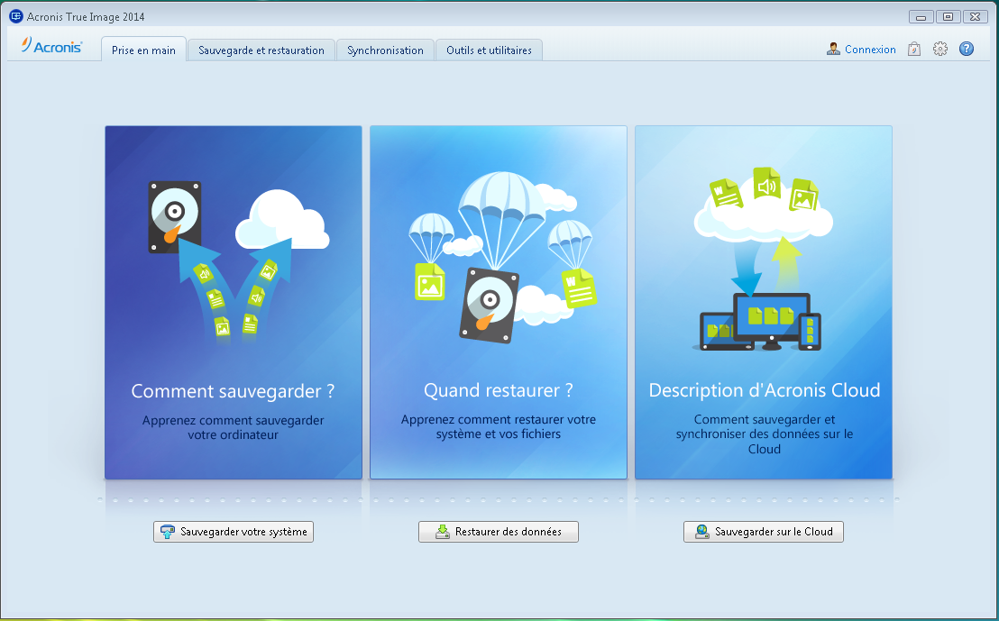 Acronis True Image 2014
Acronis
Prise en main
Sauvegarde et restauration
Synchronisation
Outils et utilitaires
Connexion
?
W
W
Comment sauvegarder ?
Apprenez comment sauvegarder
votre ordinateur
Quand restaurer ?
Apprenez comment restaurer votre
système et vos fichiers
Description d'Acronis Cloud
Comment sauvegarder et
synchroniser des données sur le
Cloud
Sauvegarder votre système
Restaurer des données
Sauvegarder sur le Cloud